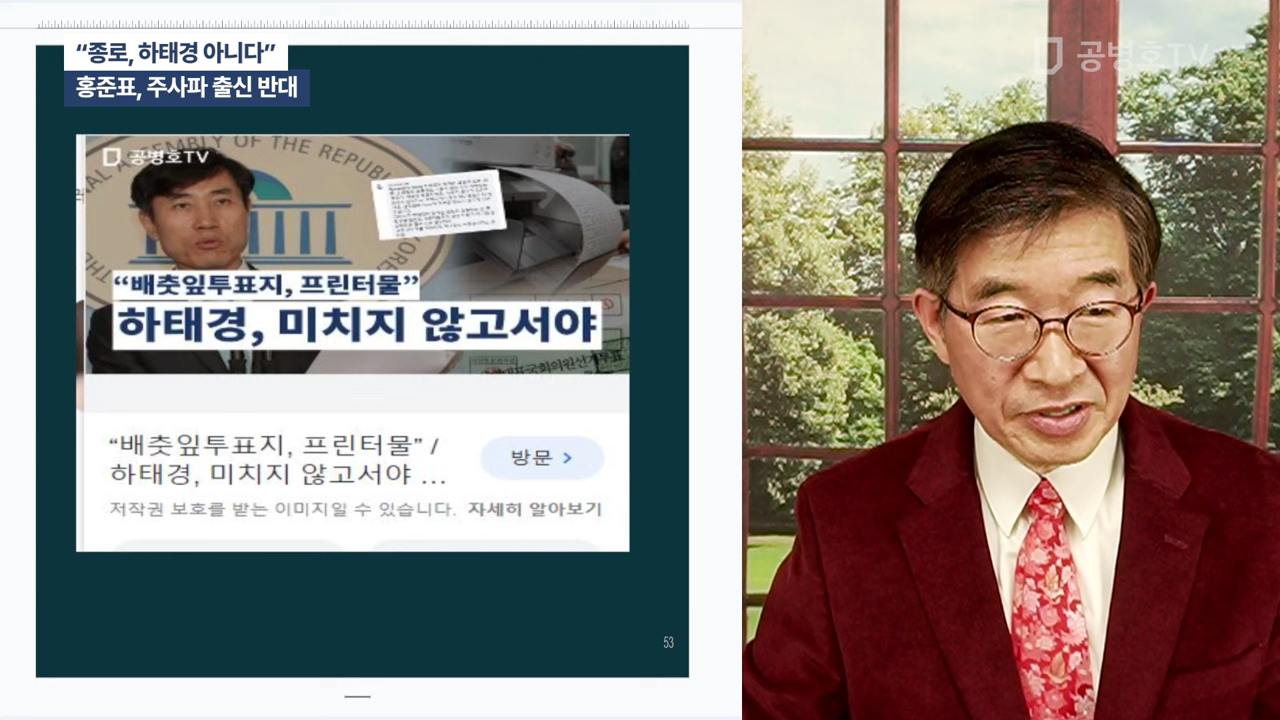 “종로, 하태경 아니다”
홍준표, 주사파 출신 반대
공병호TV
공병호TV
ASSEMBLY OF THE REPUB
“배춧잎투표지, 프린터물”
하태경, 미치지 않고서야
“배춧잎투표지, 프린터물” /
하태경, 미치지 않고서야 ...
방문 >
저작권 보호를 받는 이미지일 수 있습니다. 자세히 알아보기
53